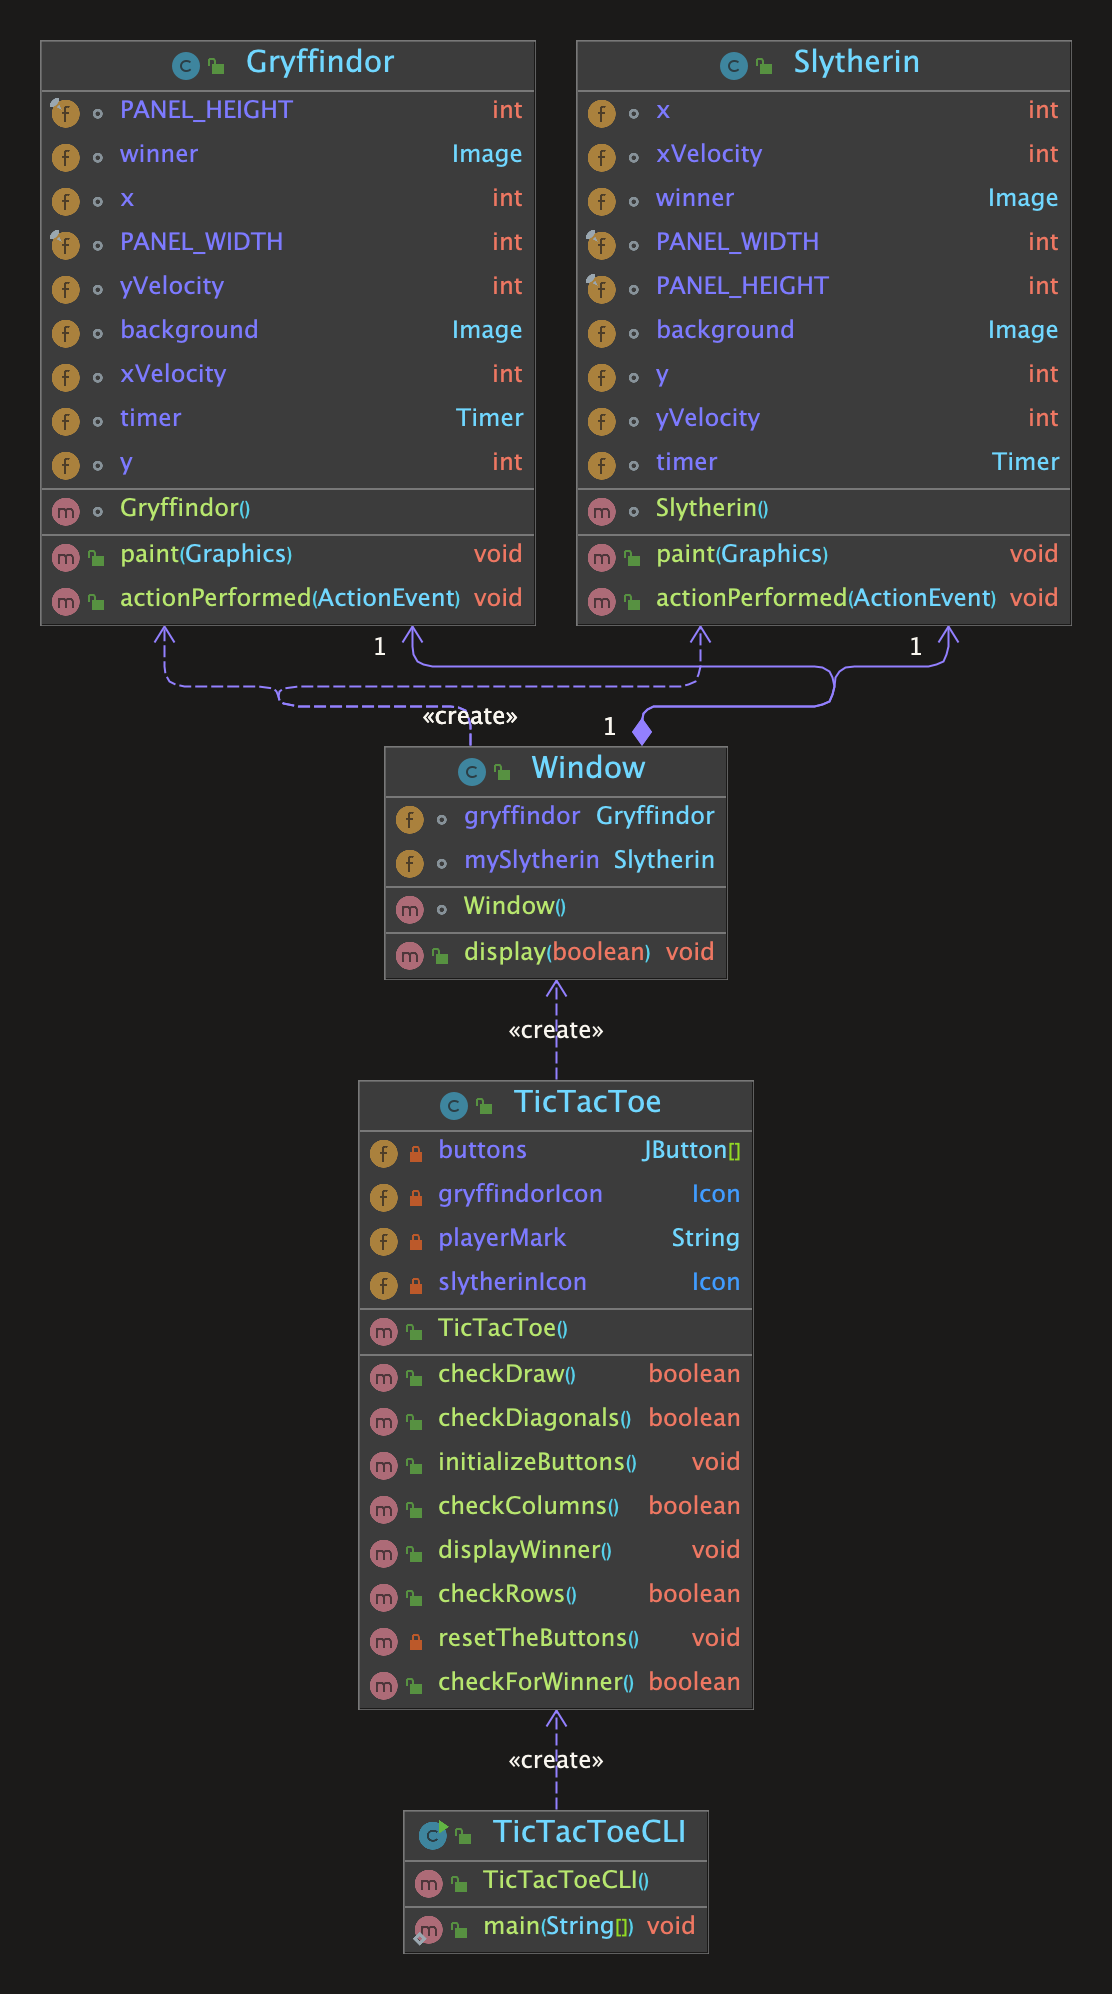 Gryffindor
PANEL_HEIGHT int
winner Image
x int
PANEL_WIDTH int
yVelocity int
background Image
xVelocity int
timer Timer
y int
Gryffindor()
paint(Graphics) void
actionPerformed(ActionEvent) void
Slytherin
x int
xVelocity int
winner Image
PANEL_WIDTH int
PANEL_HEIGHT int
background Image
y int
yVelocity int
timer Timer
Slytherin()
paint(Graphics) void
actionPerformed(ActionEvent) void
1
1
«create»
1
Window
gryffindor Gryffindor
mySlytherin Slytherin
Window()
display(boolean) void
«create»
TicTacToe
buttons JButton[]
gryffindorIcon Icon
playerMark String
slytherinIcon Icon
TicTacToe()
checkDraw() boolean
checkDiagonals() boolean
initializeButtons() void
checkColumns() boolean
displayWinner() void
checkRows() boolean
resetTheButtons() void
checkForWinner() boolean
«create»
TicTacToeCLI
TicTacToeCLI()
main(String[]) void